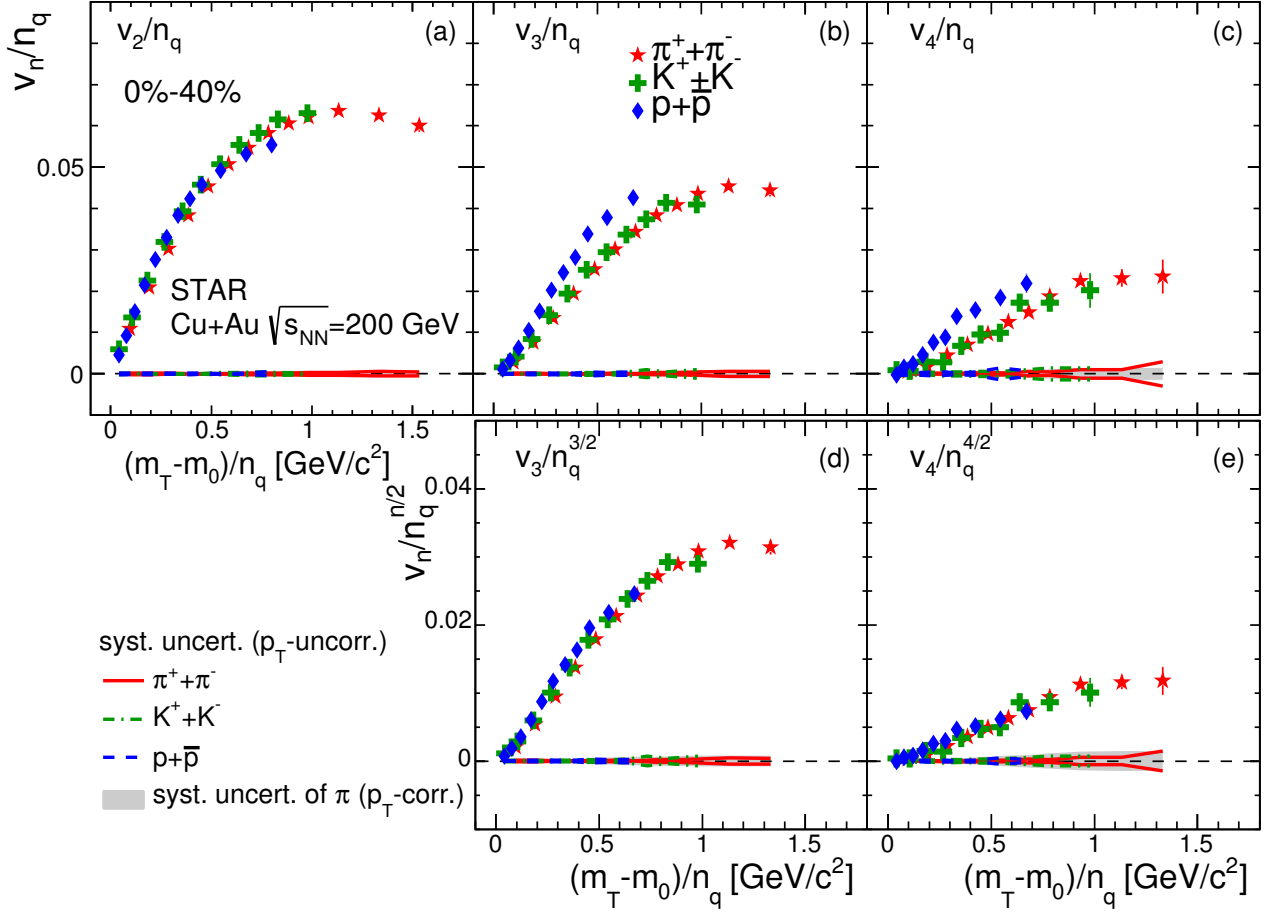 v_n/n_q
v_2/n_q (a)
0%-40%
STAR
Cu+Au √s_NN=200 GeV
0.05
0
0 0.5 1 1.5
(m_T-m_0)/n_q [GeV/c^2]
v_3/n_q (b)
π^++π^-
K^+±K^-
p+p̅
v_4/n_q (c)
v_n/n_q^{n/2}
v_3/n_q^{3/2} (d)
0.04
0.02
0
0 0.5 1 1.5
(m_T-m_0)/n_q [GeV/c^2]
v_4/n_q^{4/2} (e)
0 0.5 1 1.5
(m_T-m_0)/n_q [GeV/c^2]
syst. uncert. (p_T-uncorr.)
π^++π^-
K^++K^-
p+p̅
syst. uncert. of π (p_T-corr.)